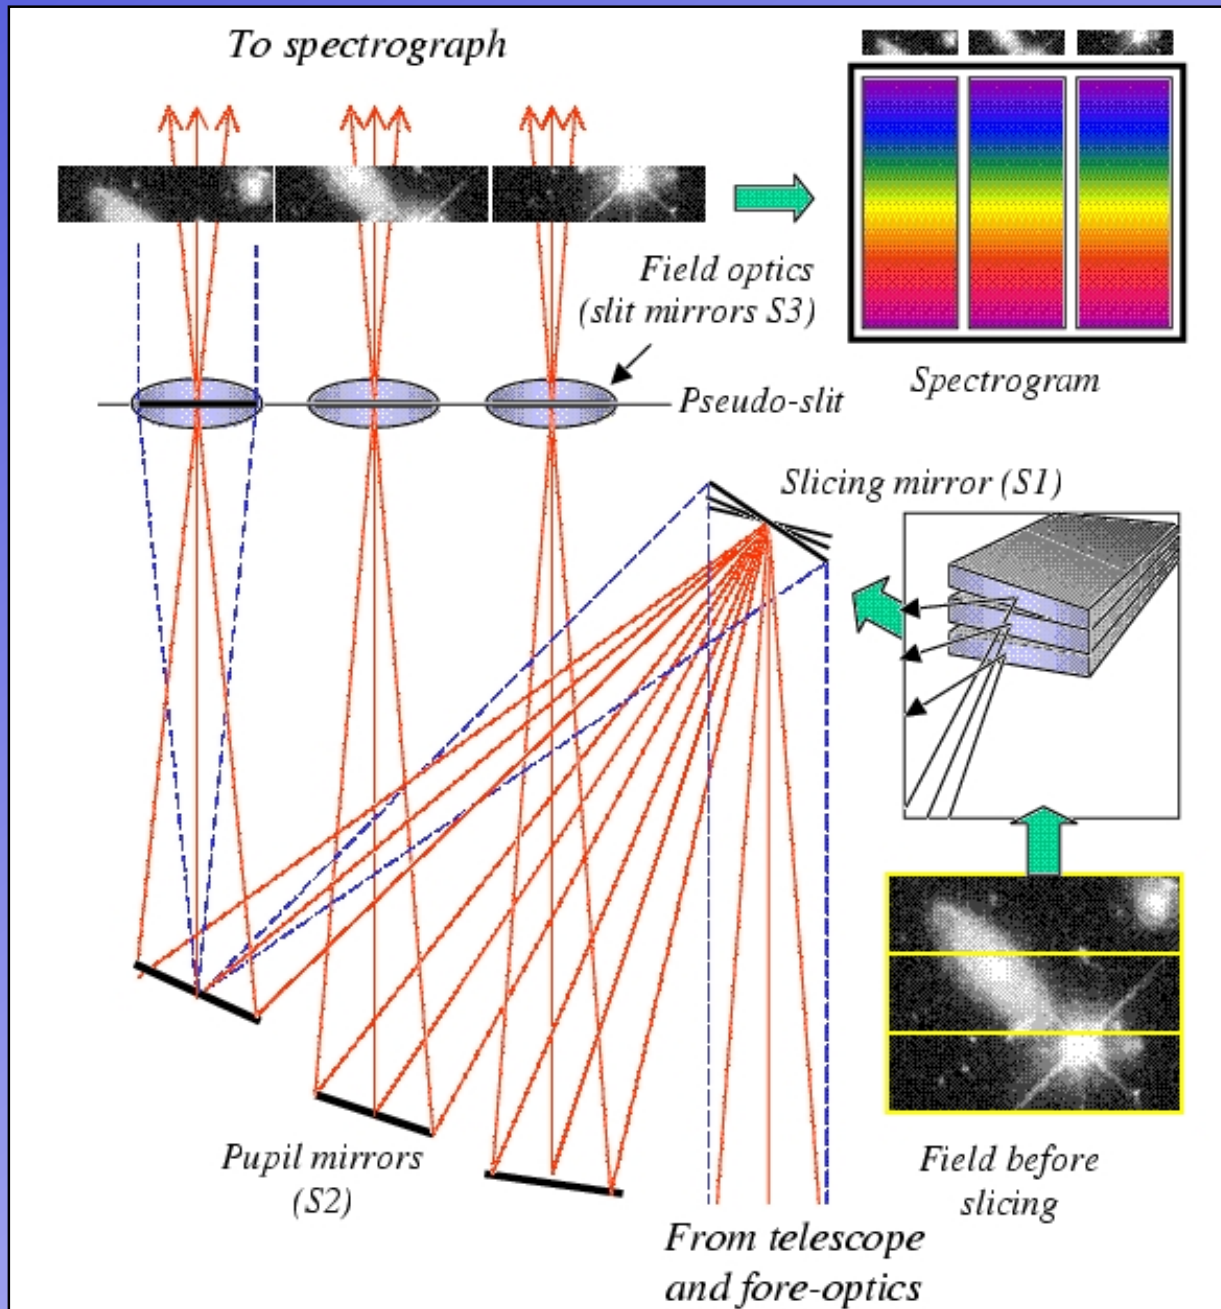 To spectrograph
Field optics
(slit mirrors S3)
Spectrogram
Pseudo-slit
Slicing mirror (S1)
Pupil mirrors
(S2)
Field before
slicing
From telescope
and fore-optics